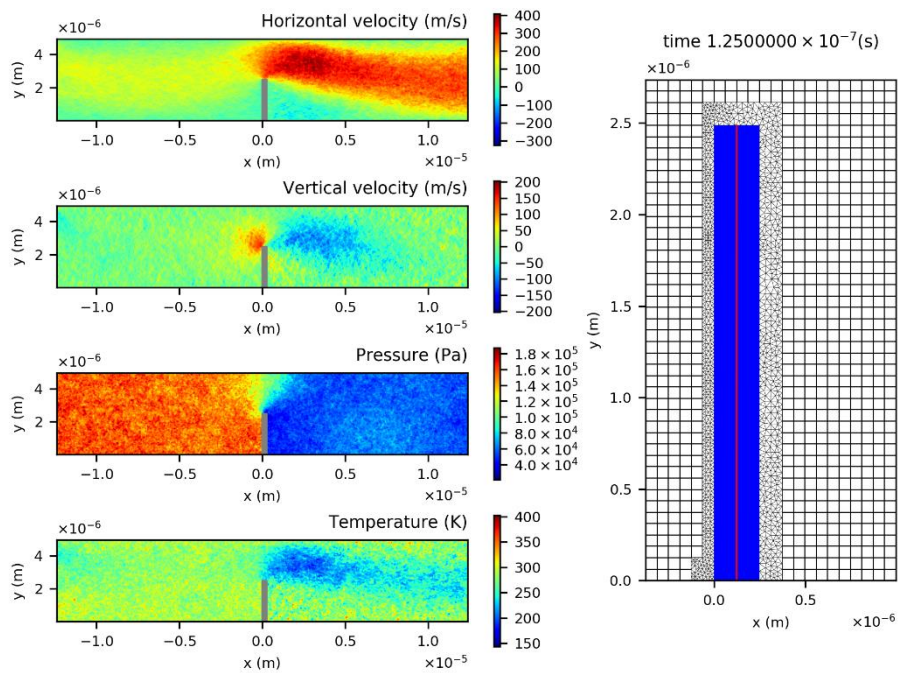 Horizontal velocity (m/s)
×10⁻⁶
y (m)
4
2
−1.0 −0.5 0.0 0.5 1.0
x (m)
×10⁻⁵
400
300
200
100
0
−100
−200
−300
Vertical velocity (m/s)
×10⁻⁶
y (m)
4
2
−1.0 −0.5 0.0 0.5 1.0
x (m)
×10⁻⁵
200
150
100
50
0
−50
−100
−150
−200
Pressure (Pa)
×10⁻⁶
y (m)
4
2
−1.0 −0.5 0.0 0.5 1.0
x (m)
×10⁻⁵
1.8 × 10⁵
1.6 × 10⁵
1.4 × 10⁵
1.2 × 10⁵
1.0 × 10⁵
8.0 × 10⁴
6.0 × 10⁴
4.0 × 10⁴
Temperature (K)
×10⁻⁶
y (m)
4
2
−1.0 −0.5 0.0 0.5 1.0
x (m)
×10⁻⁵
400
350
300
250
200
150
time 1.2500000 × 10⁻⁷(s)
×10⁻⁶
y (m)
2.5
2.0
1.5
1.0
0.5
0.0
0.0 0.5
x (m)
×10⁻⁶